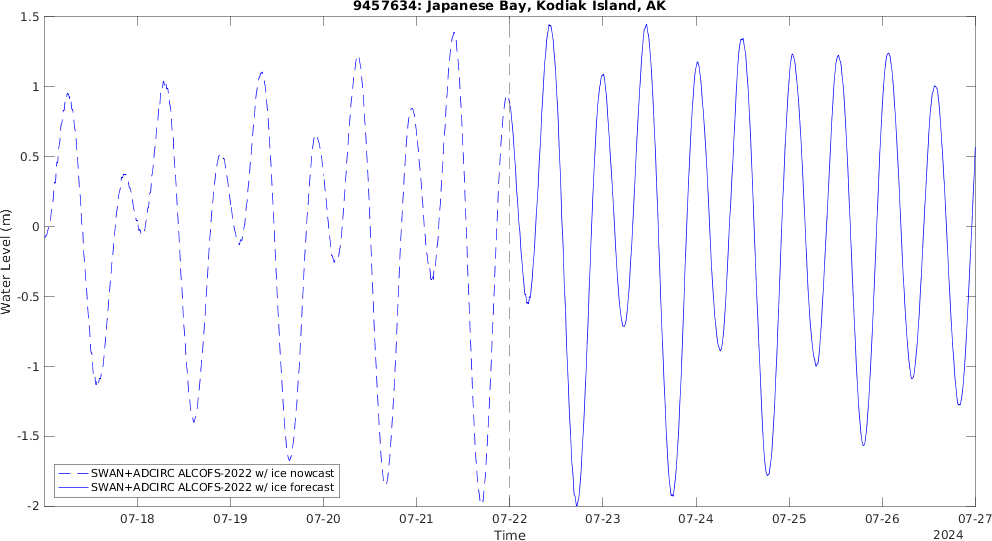 9457634: Japanese Bay, Kodiak Island, AK
1.5
1
0.5
0
-0.5
-1
-1.5
-2
Water Level (m)
SWAN+ADCIRC ALCOFS-2022 w/ ice nowcast
SWAN+ADCIRC ALCOFS-2022 w/ ice forecast
07-18 07-19 07-20 07-21 07-22 07-23 07-24 07-25 07-26 07-27
Time
2024